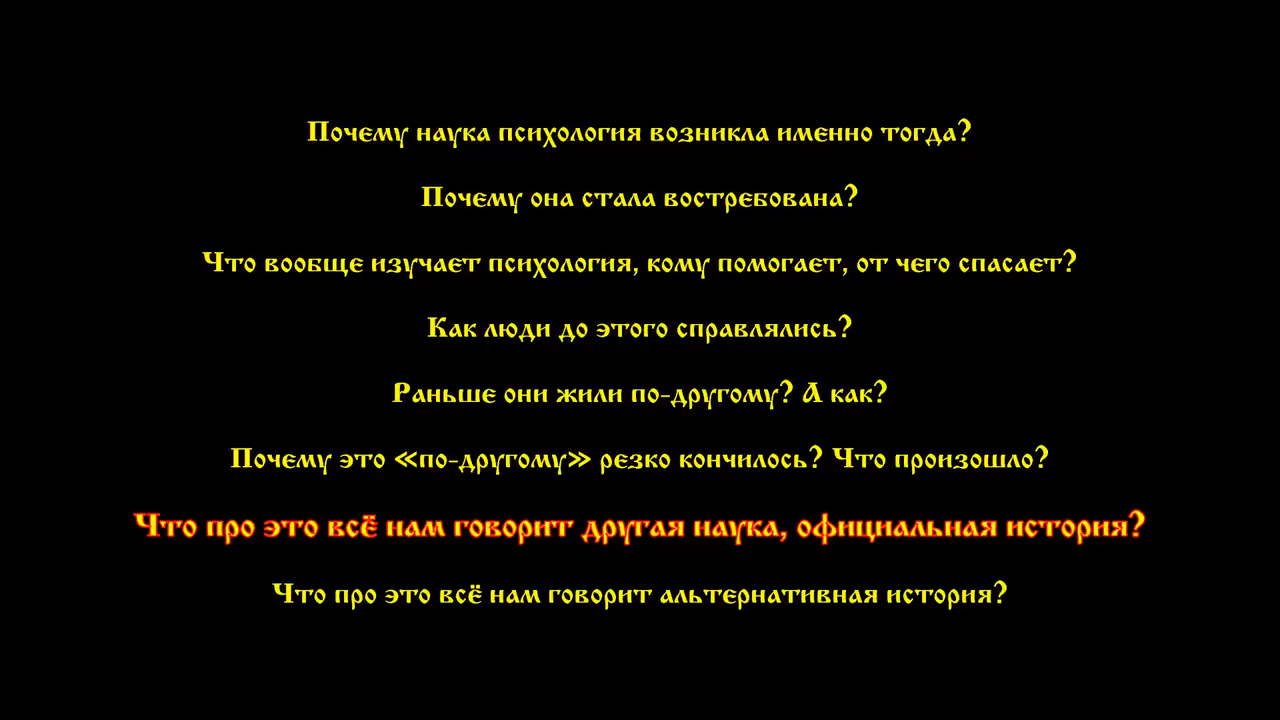 Почему наука психология возникла именно тогда?
Почему она стала востребована?
Что вообще изучает психология, кому помогает, от чего спасает?
Как люди до этого справлялись?
Раньше они жили по-другому? А как?
Почему это «по-другому» резко кончилось? Что произошло?
Что про это всё нам говорит другая наука, официальная история?
Что про это всё нам говорит альтернативная история?